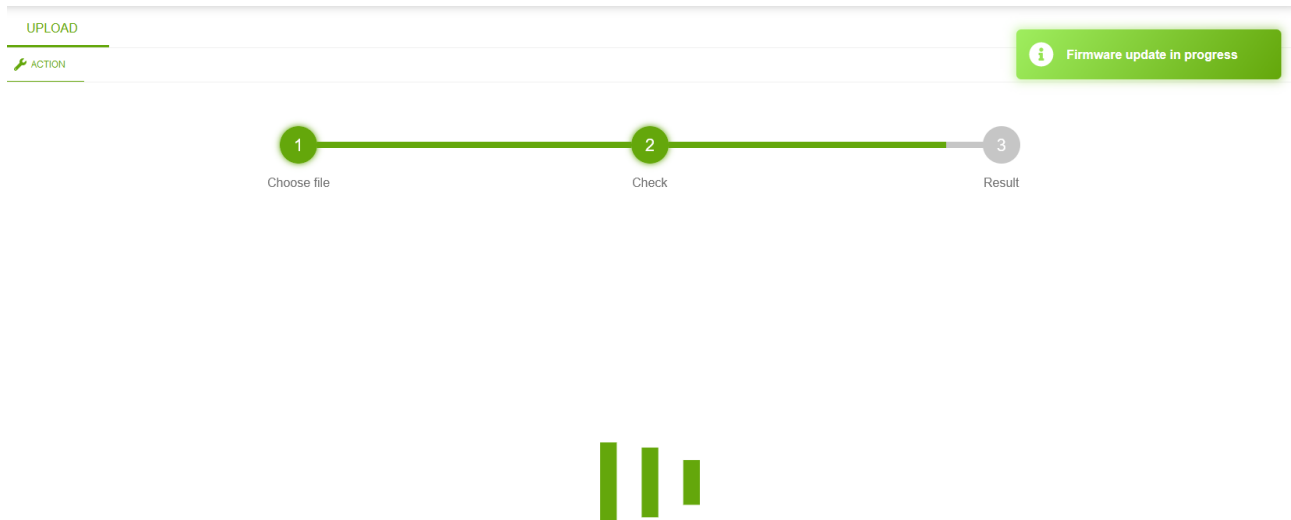 UPLOAD
Firmware update in progress
ACTION
1
2
3
Choose file
Check
Result